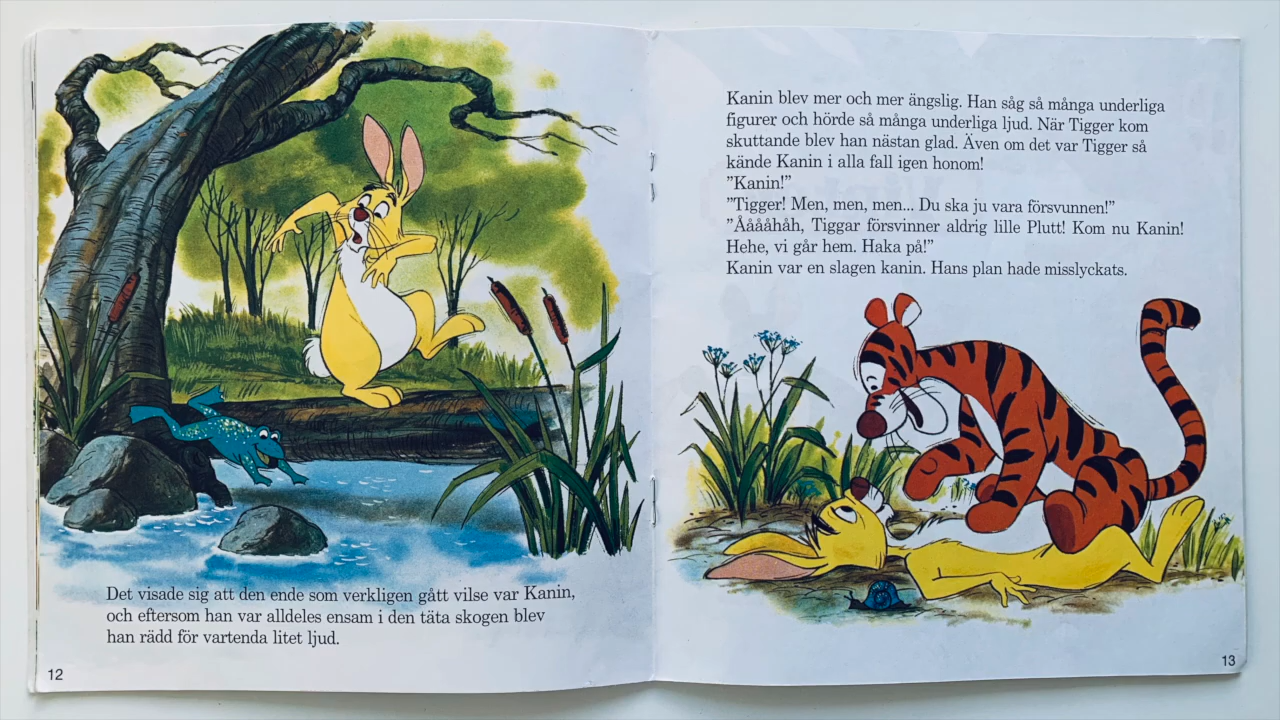 Det visade sig att den ende som verkligen gått vilse var Kanin,
och eftersom han var alldeles ensam i den täta skogen blev
han rädd för vartenda litet ljud.
12
Kanin blev mer och mer ängslig. Han såg så många underliga
figurer och hörde så många underliga ljud. När Tigger kom
skuttande blev han nästan glad. Även om det var Tigger så
kände Kanin i alla fall igen honom!
”Kanin!”
”Tigger! Men, men, men... Du ska ju vara försvunnen!”
”Ååååhåh, Tiggar försvinner aldrig lille Plutt! Kom nu Kanin!
Hehe, vi går hem. Haka på!”
Kanin var en slagen kanin. Hans plan hade misslyckats.
13